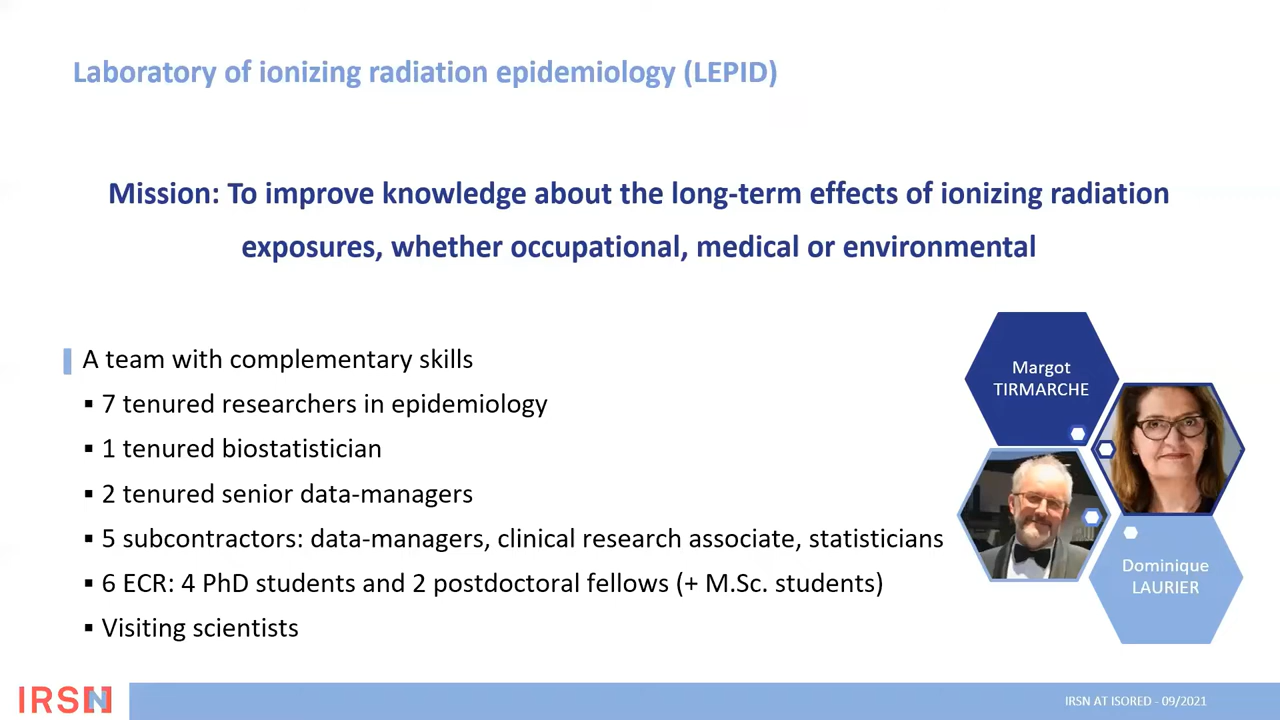 Laboratory of ionizing radiation epidemiology (LEPID)
Mission: To improve knowledge about the long-term effects of ionizing radiation
exposures, whether occupational, medical or environmental
A team with complementary skills
▪ 7 tenured researchers in epidemiology
▪ 1 tenured biostatistician
▪ 2 tenured senior data-managers
▪ 5 subcontractors: data-managers, clinical research associate, statisticians
▪ 6 ECR: 4 PhD students and 2 postdoctoral fellows (+ M.Sc. students)
▪ Visiting scientists
Margot
TIRMARCHE
Dominique
LAURIER
IRSN
IRSN AT ISORED - 09/2021